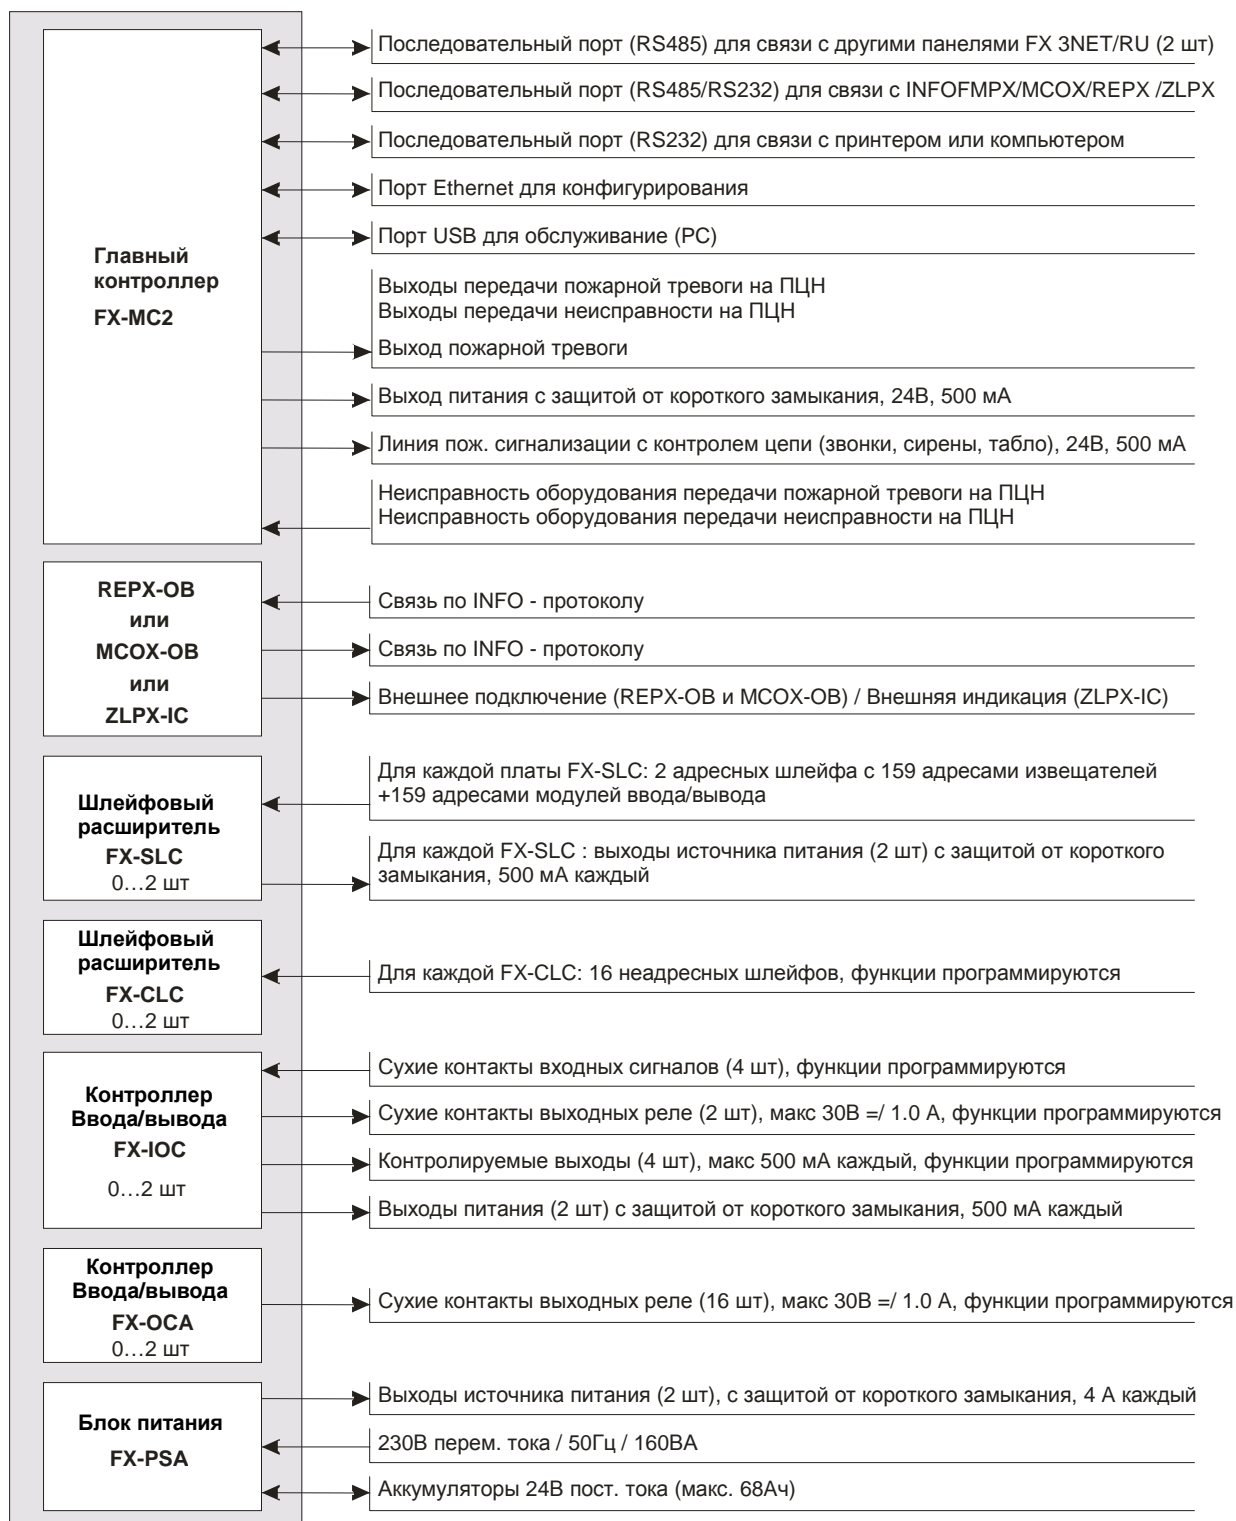 Главный
контроллер
FX-MC2
Последовательный порт (RS485) для связи с другими панелями FX 3NET/RU (2 шт)
Последовательный порт (RS485/RS232) для связи с INFOFMPX/MCOX/REPX /ZLPX
Последовательный порт (RS232) для связи с принтером или компьютером
Порт Ethernet для конфигурирования
Порт USB для обслуживание (PC)
Выходы передачи пожарной тревоги на ПЦН
Выходы передачи неисправности на ПЦН
Выход пожарной тревоги
Выход питания с защитой от короткого замыкания, 24В, 500 мА
Линия пож. сигнализации с контролем цепи (звонки, сирены, табло), 24В, 500 мА
Неисправность оборудования передачи пожарной тревоги на ПЦН
Неисправность оборудования передачи неисправности на ПЦН
REPX-OB
или
MCOX-OB
или
ZLPX-IC
Связь по INFO - протоколу
Связь по INFO - протоколу
Внешнее подключение (REPX-OB и MCOX-OB) / Внешняя индикация (ZLPX-IC)
Шлейфовый
расширитель
FX-SLC
0…2 шт
Для каждой платы FX-SLC: 2 адресных шлейфа с 159 адресами извещателей
+159 адресами модулей ввода/вывода
Для каждой FX-SLC : выходы источника питания (2 шт) с защитой от короткого
замыкания, 500 мА каждый
Шлейфовый
расширитель
FX-CLC
0…2 шт
Для каждой FX-CLC: 16 неадресных шлейфов, функции программируются
Контроллер
Ввода/вывода
FX-IOC
0…2 шт
Сухие контакты входных сигналов (4 шт), функции программируются
Сухие контакты выходных реле (2 шт), макс 30В =/ 1.0 А, функции программируются
Контролируемые выходы (4 шт), макс 500 мА каждый, функции программируются
Выходы питания (2 шт) с защитой от короткого замыкания, 500 мА каждый
Контроллер
Ввода/вывода
FX-OCA
0…2 шт
Сухие контакты выходных реле (16 шт), макс 30В =/ 1.0 А, функции программируются
Блок питания
FX-PSA
Выходы источника питания (2 шт), с защитой от короткого замыкания, 4 А каждый
230В перем. тока / 50Гц / 160ВА
Аккумуляторы 24В пост. тока (макс. 68Ач)